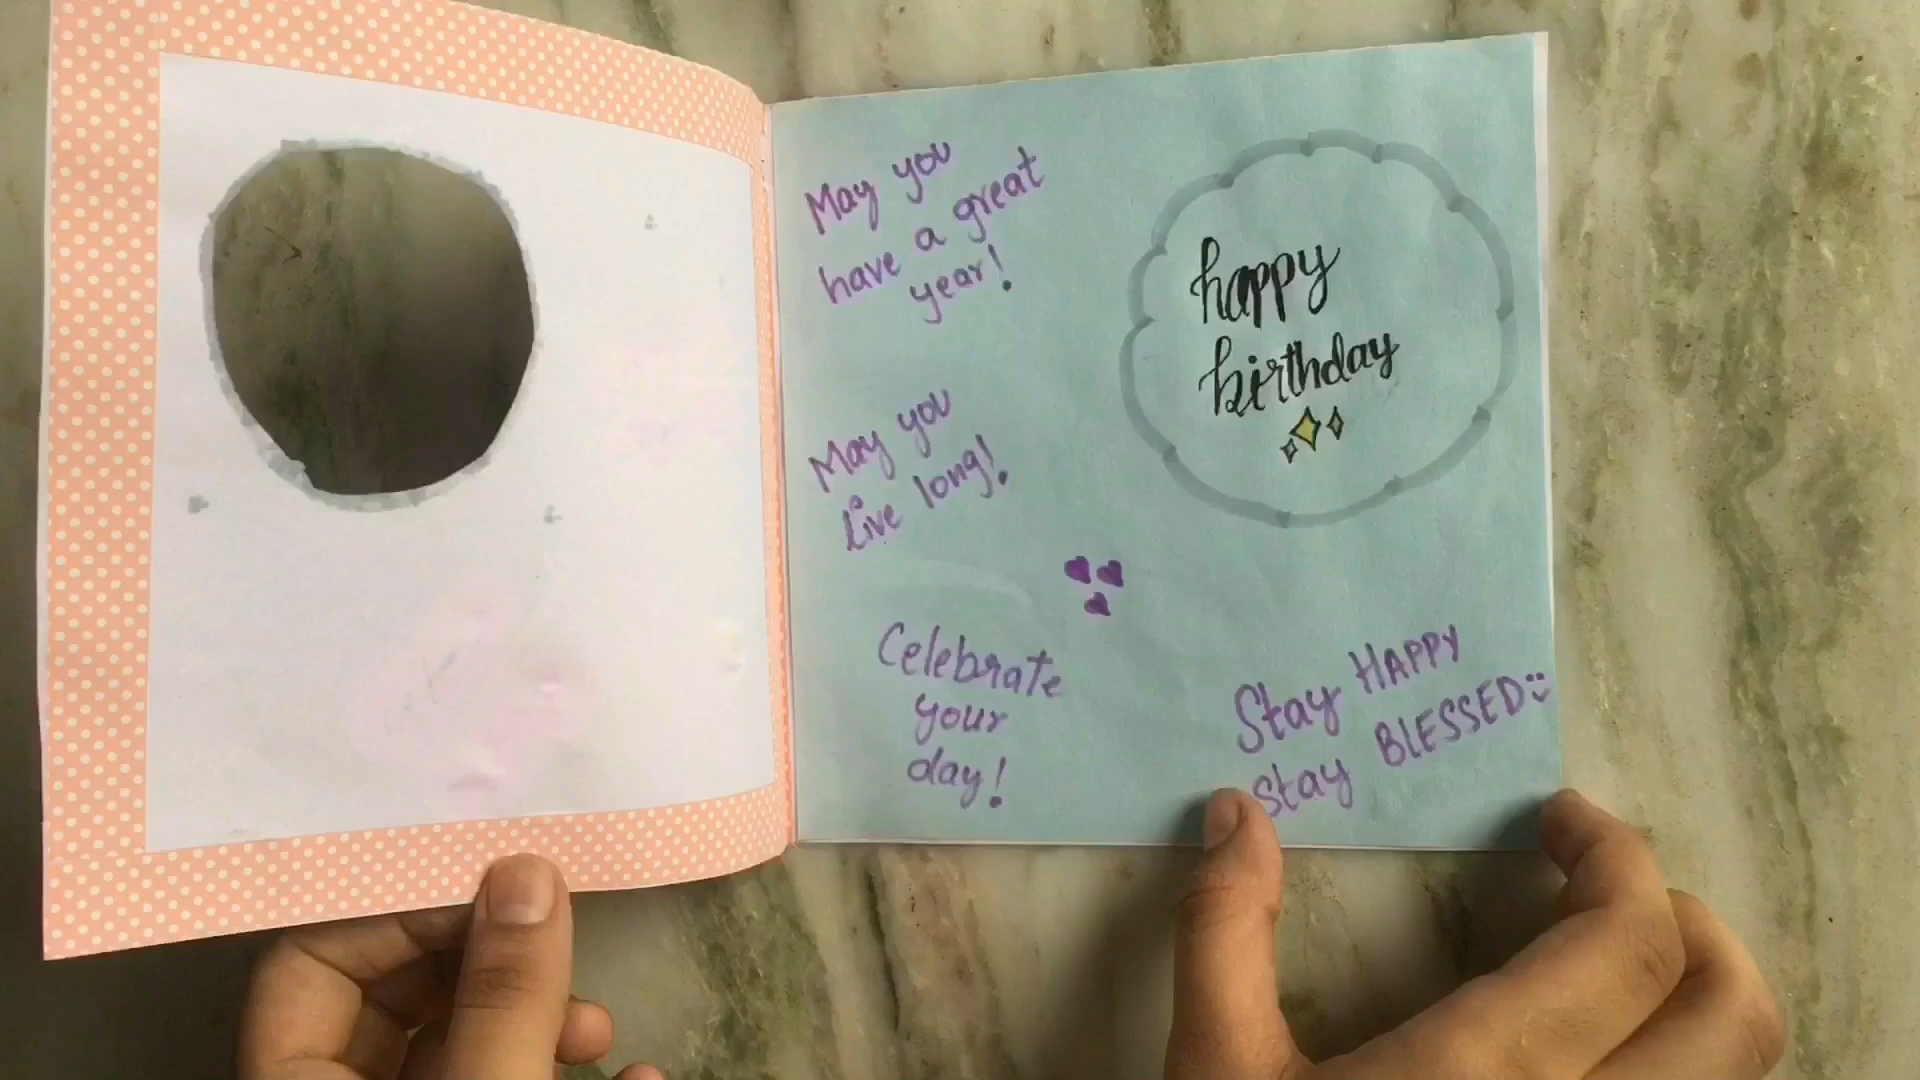 May you
have a great
year!
happy
birthday
May you
Live long!
Celebrate
your
day!
Stay HAPPY
Stay BLESSED